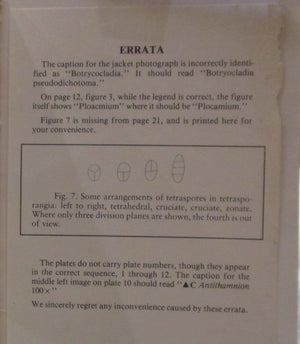 ERRATA
The caption for the jacket photograph is incorrectly identi-
fied as "Botrycocladia." It should read "Botryocladia
pseudodichotoma."
On page 12, figure 3, while the legend is correct, the figure
itself shows "Ploacmium" where it should be "Plocamium."
Figure 7 is missing from page 21, and is printed here for
your convenience.
Fig. 7. Some arrangements of tetraspores in tetraspo-
rangia: left to right, tetrahedral, cruciate, cruciate, zonate.
Where only three division planes are shown, the fourth is out
of view.
The plates do not carry plate numbers, though they appear
in the correct sequence, 1 through 12. The caption for the
middle left image on plate 10 should read "▲C Antithamnion
100×"
We sincerely regret any inconvenience caused by these errata.